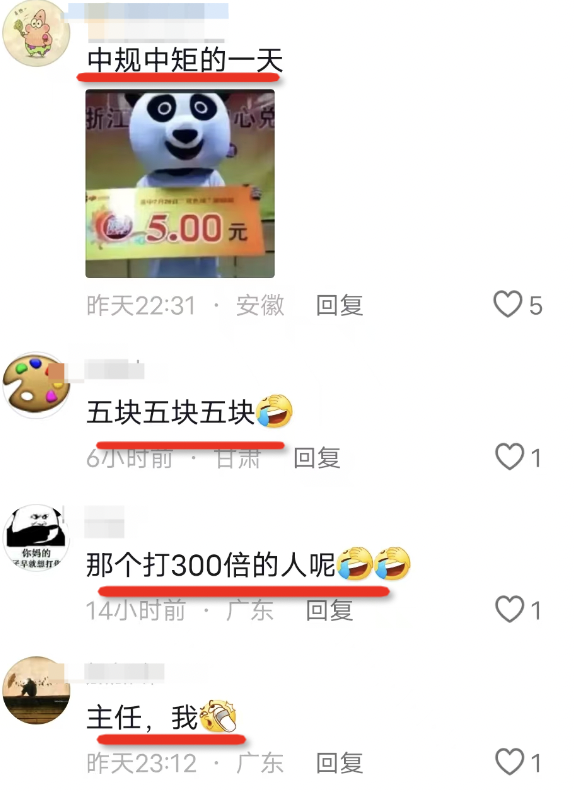 中规中矩的一天
浙江
心兑
5.00元
昨天22:31 · 安徽 回复 5
五块五块五块🤣
6小时前 · 甘肃 回复 1
你妈的
那个打300倍的人呢🤣🤣
14小时前 · 广东 回复 1
主任，我
昨天23:12 · 广东 回复 1